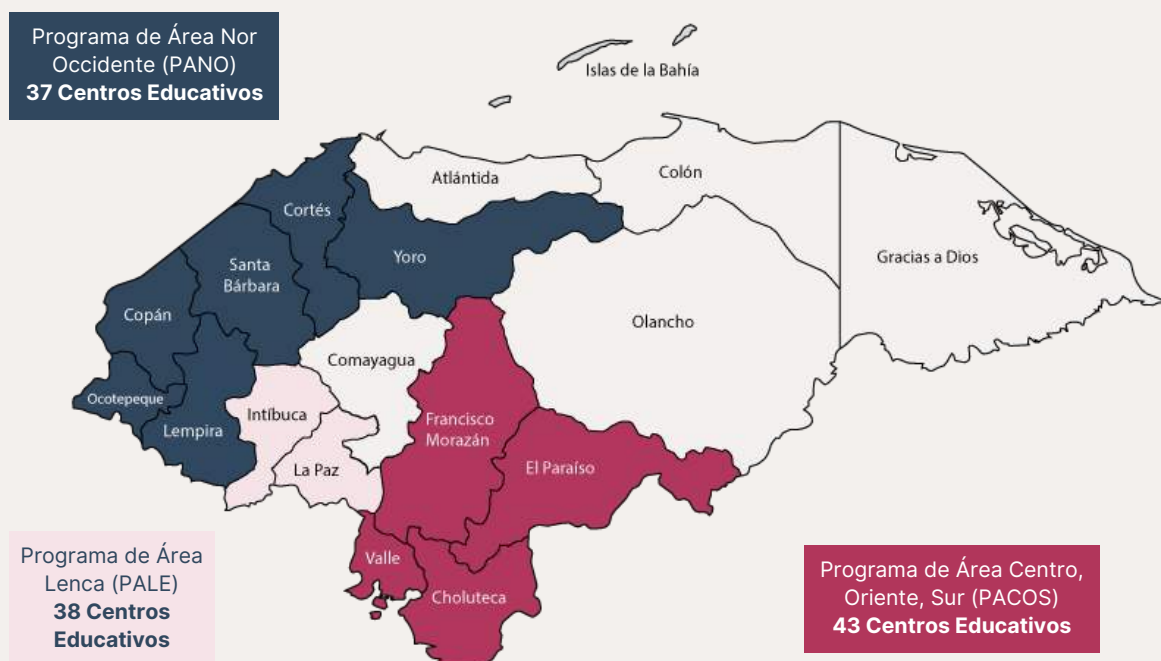 Programa de Área Nor
Occidente (PANO)
37 Centros Educativos
Islas de la Bahía
Atlántida
Colón
Cortés
Yoro
Gracias a Dios
Santa
Bárbara
Copán
Olancho
Comayagua
Ocotepeque
Intíbuca
Lempira
Francisco
Morazán
La Paz
El Paraíso
Valle
Choluteca
Programa de Área
Lenca (PALE)
38 Centros
Educativos
Programa de Área Centro,
Oriente, Sur (PACOS)
43 Centros Educativos